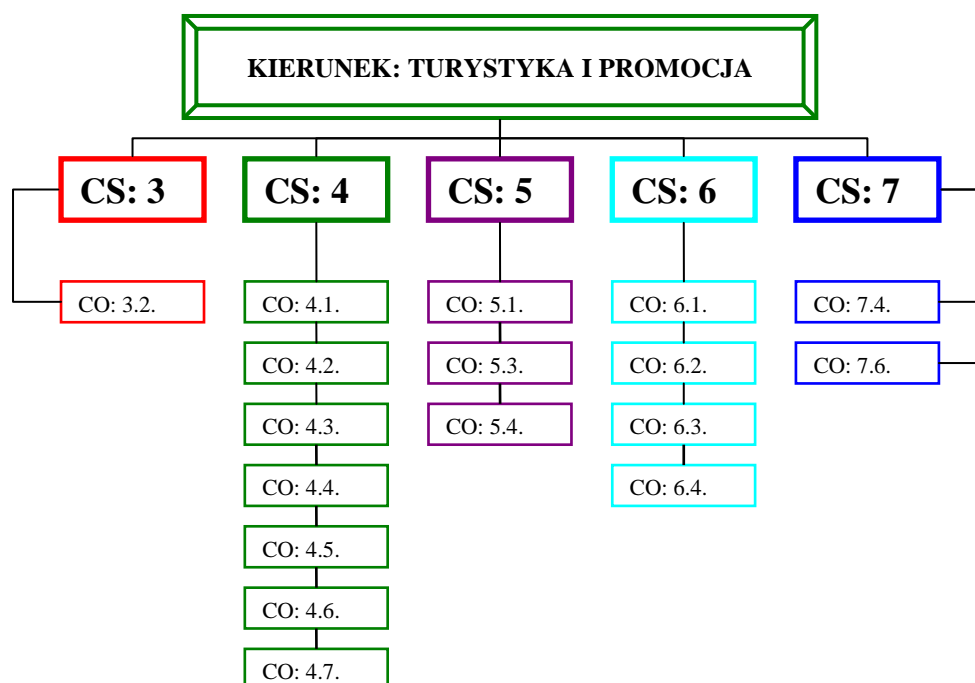 KIERUNEK: TURYSTYKA I PROMOCJA
CS: 3
CS: 4
CS: 5
CS: 6
CS: 7
CO: 3.2.
CO: 4.1.
CO: 5.1.
CO: 6.1.
CO: 7.4.
CO: 4.2.
CO: 5.3.
CO: 6.2.
CO: 7.6.
CO: 4.3.
CO: 5.4.
CO: 6.3.
CO: 4.4.
CO: 6.4.
CO: 4.5.
CO: 4.6.
CO: 4.7.